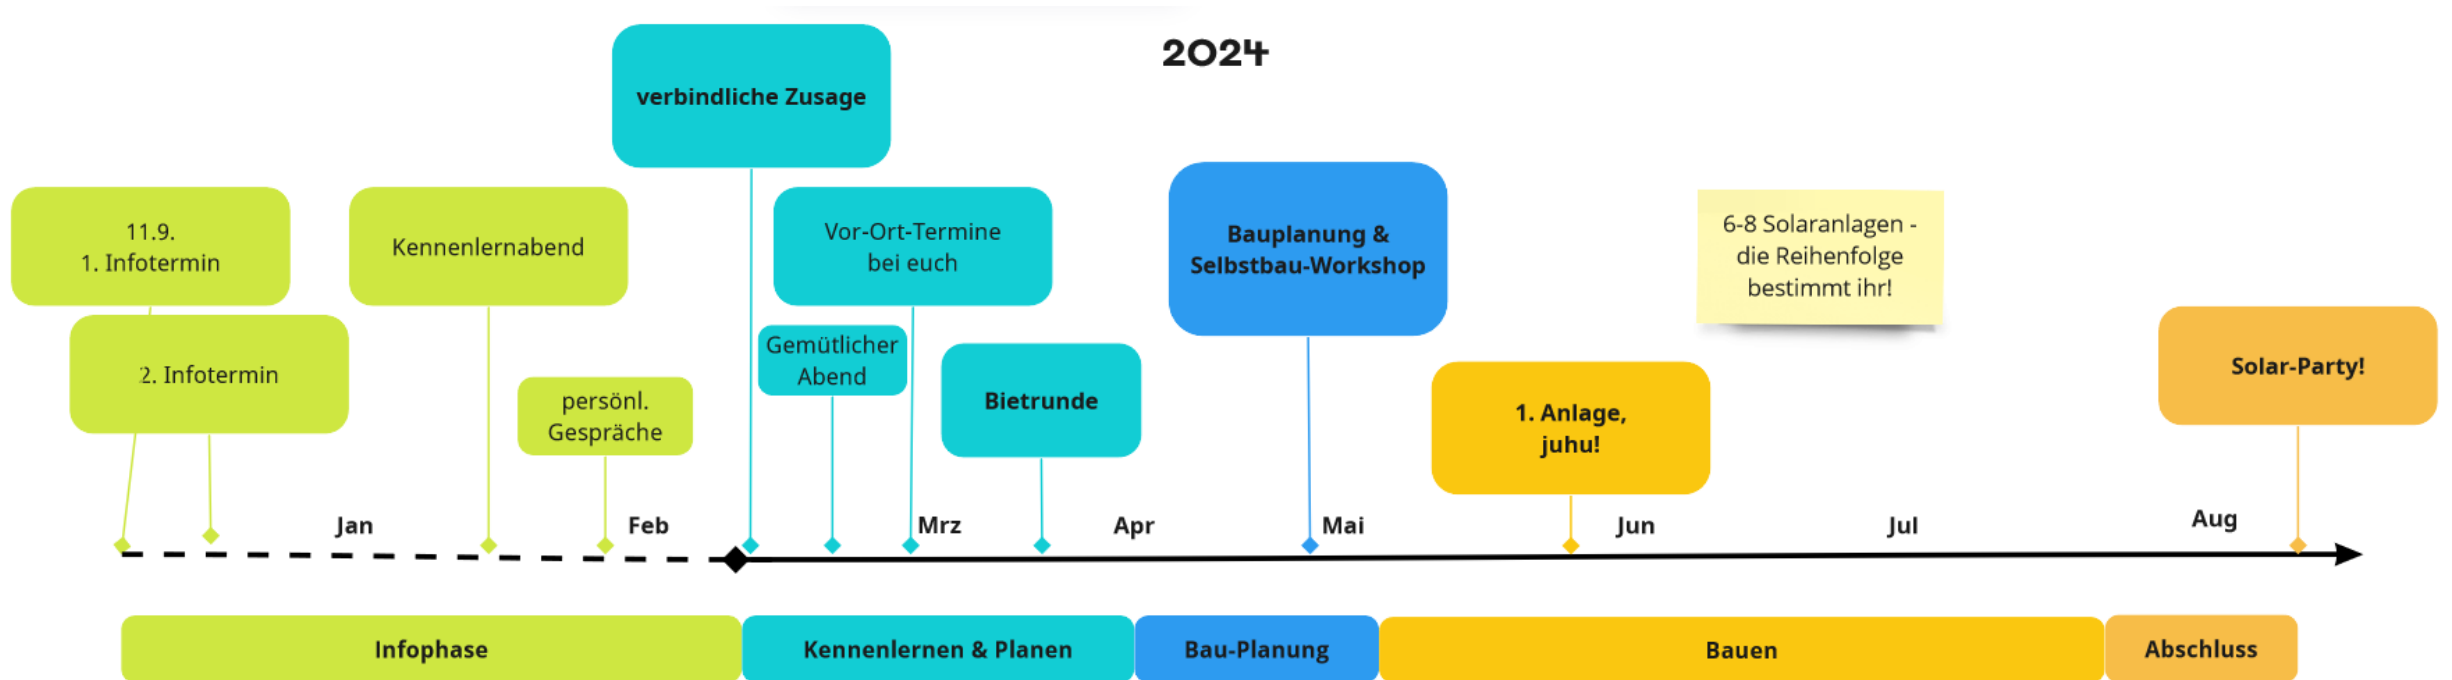 2024
verbindliche Zusage
11.9.
1. Infotermin
2. Infotermin
Kennenlernabend
persönl.
Gespräche
Vor-Ort-Termine
bei euch
Gemütlicher
Abend
Bietrunde
Bauplanung &
Selbstbau-Workshop
1. Anlage,
juhu!
6-8 Solaranlagen -
die Reihenfolge
bestimmt ihr!
Solar-Party!
Jan
Feb
Mrz
Apr
Mai
Jun
Jul
Aug
Infophase
Kennenlernen & Planen
Bau-Planung
Bauen
Abschluss